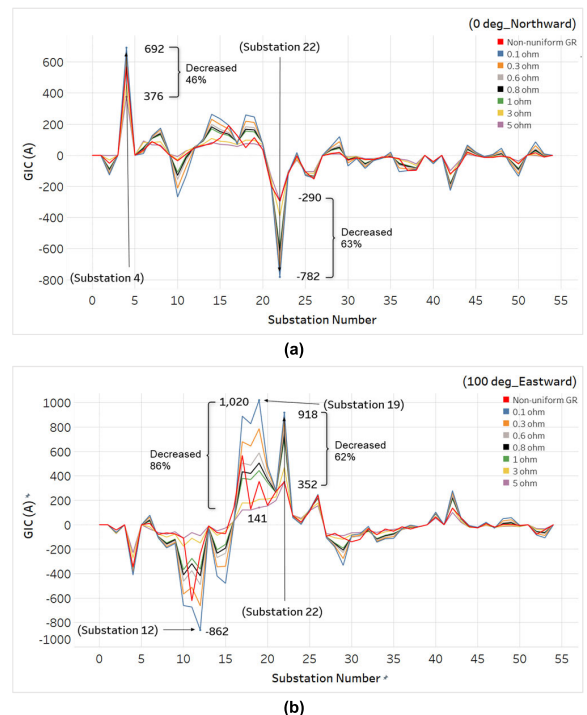 (a)
(0 deg_Northward)
GIC (A)
600
400
200
0
-200
-400
-600
-800
692
376
Decreased
46%
(Substation 22)
Non-nuniform GR
0.1 ohm
0.3 ohm
0.6 ohm
0.8 ohm
1 ohm
3 ohm
5 ohm
-290
Decreased
63%
-782
(Substation 4)
0 5 10 15 20 25 30 35 40 45 50 55
Substation Number
(a)
(b)
(100 deg_Eastward)
GIC (A)
1000
800
600
400
200
0
-200
-400
-600
-800
-1000
1,020
(Substation 19)
918
Decreased
86%
Decreased
62%
352
141
Non-uniform GR
0.1 ohm
0.3 ohm
0.6 ohm
0.8 ohm
1 ohm
3 ohm
5 ohm
(Substation 22)
(Substation 12)
-862
0 5 10 15 20 25 30 35 40 45 50 55
Substation Number
(b)